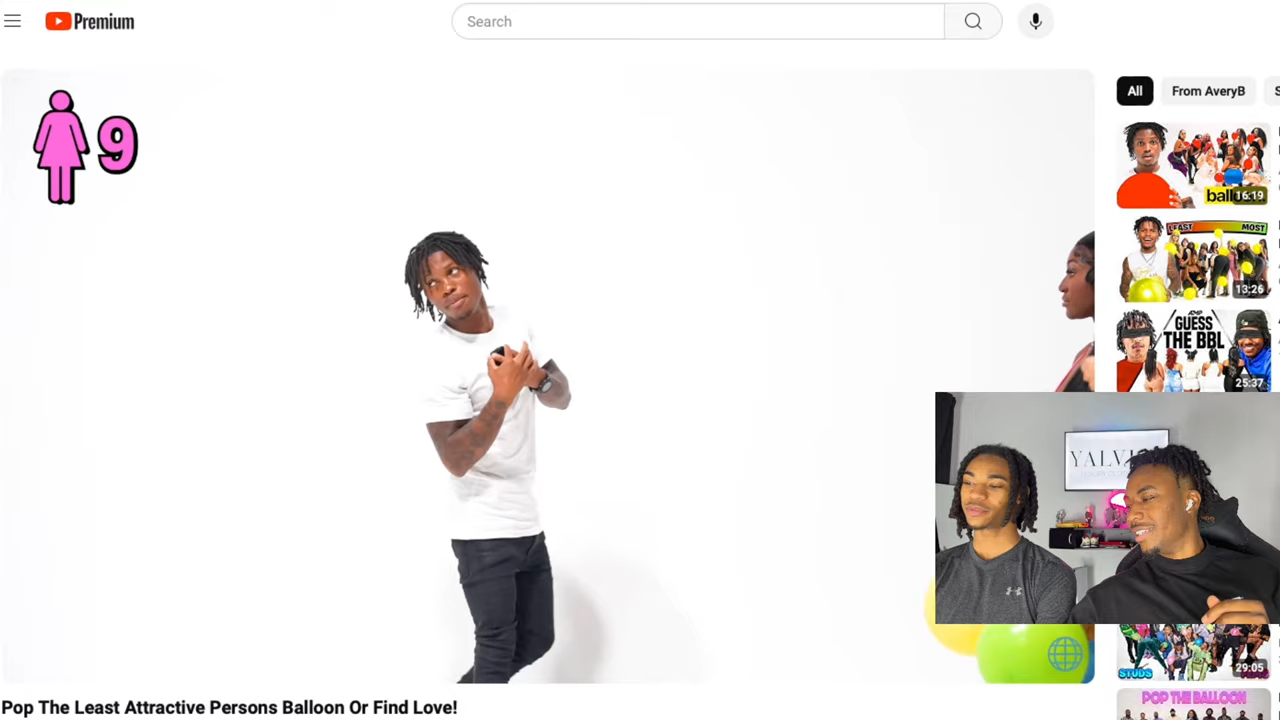 Premium
Search
9
All
From AveryB
S
ball
16:19
LEAST
MOST
13:26
AMP
GUESS
THE BBL
25:37
YALVI
STUDS
29:05
POP THE BALLOON
Pop The Least Attractive Persons Balloon Or Find Love!